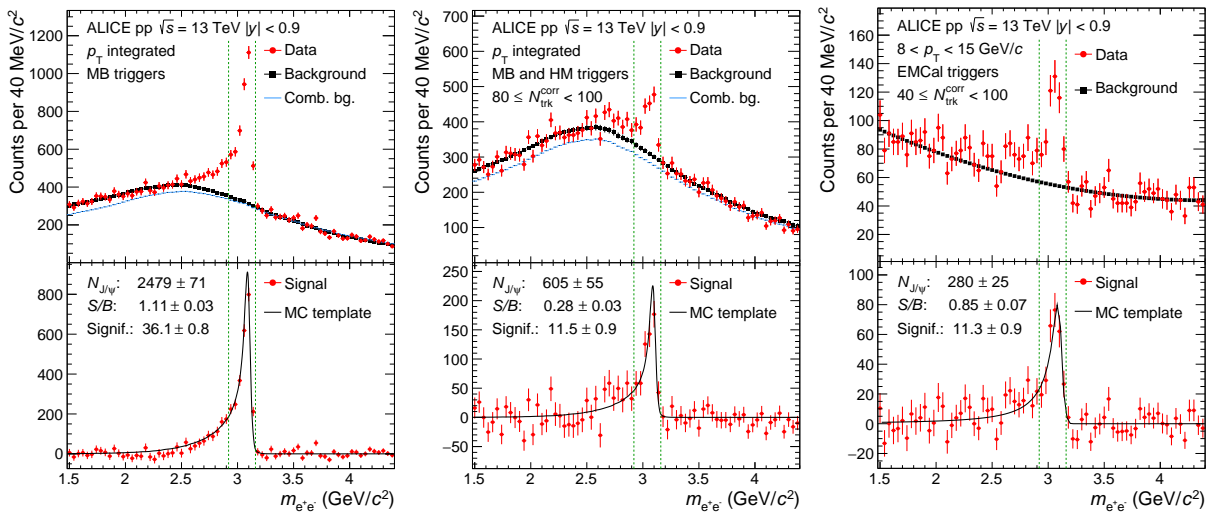 ALICE pp √s = 13 TeV |y| < 0.9
p_T integrated
MB triggers
Data
Background
Comb. bg.
Counts per 40 MeV/c²
1200
1000
800
600
400
200
N_J/ψ: 2479 ± 71
S/B: 1.11 ± 0.03
Signif.: 36.1 ± 0.8
Signal
MC template
800
600
400
200
0
1.5 2 2.5 3 3.5 4
m_e⁺e⁻ (GeV/c²)
ALICE pp √s = 13 TeV |y| < 0.9
p_T integrated
MB and HM triggers
80 ≤ N_trk^corr < 100
Data
Background
Comb. bg.
Counts per 40 MeV/c²
700
600
500
400
300
200
100
0
N_J/ψ: 605 ± 55
S/B: 0.28 ± 0.03
Signif.: 11.5 ± 0.9
Signal
MC template
250
200
150
100
50
0
−50
1.5 2 2.5 3 3.5 4
m_e⁺e⁻ (GeV/c²)
ALICE pp √s = 13 TeV |y| < 0.9
8 < p_T < 15 GeV/c
EMCal triggers
40 ≤ N_trk^corr < 100
Data
Background
Counts per 40 MeV/c²
160
140
120
100
80
60
40
20
0
N_J/ψ: 280 ± 25
S/B: 0.85 ± 0.07
Signif.: 11.3 ± 0.9
Signal
MC template
100
80
60
40
20
0
−20
1.5 2 2.5 3 3.5 4
m_e⁺e⁻ (GeV/c²)